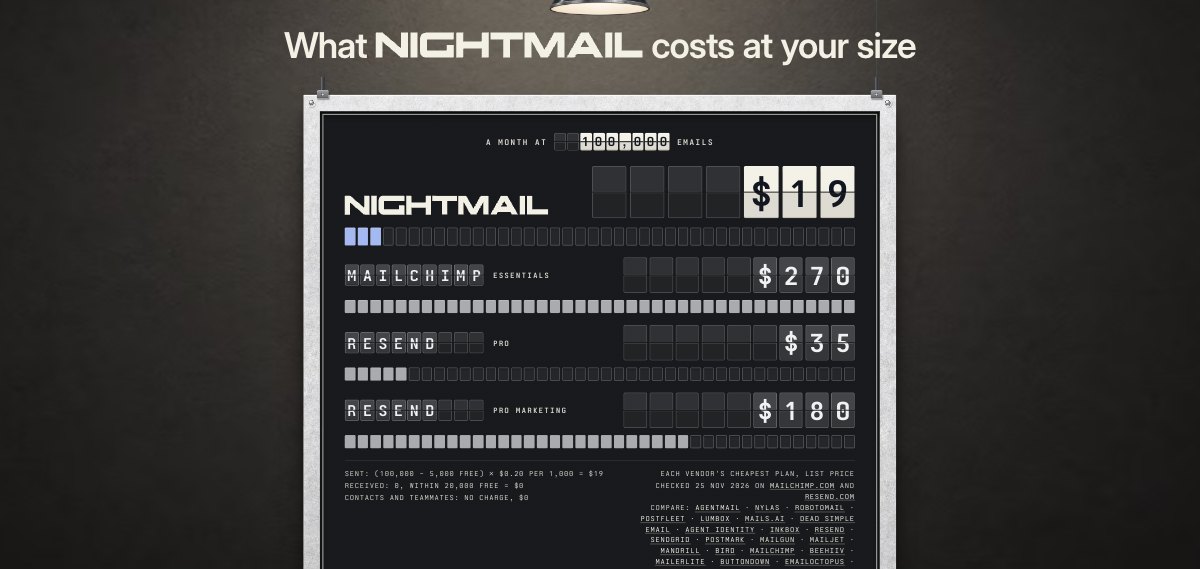 What NIGHTMAIL costs at your size
A MONTH AT 100,000 EMAILS
NIGHTMAIL $19
MAILCHIMP ESSENTIALS $270
RESEND PRO $35
RESEND PRO MARKETING $180
SENT: (100,000 - 5,000 FREE) × $0.20 PER 1,000 = $19
RECEIVED: 0, WITHIN 20,000 FREE = $0
CONTACTS AND TEAMMATES: NO CHARGE, $0
EACH VENDOR'S CHEAPEST PLAN, LIST PRICE
CHECKED 25 NOV 2026 ON MAILCHIMP.COM AND
RESEND.COM
COMPARE: AGENTMAIL · NYLAS · ROBOTOMAIL ·
POSTFLEET · LUMBOX · MAILS.AI · DEAD SIMPLE
EMAIL · AGENT IDENTITY · INKBOX · RESEND ·
SENDGRID · POSTMARK · MAILGUN · MAILJET ·
MANDRILL · BIRD · MAILCHIMP · BEEHIIV ·
MAILERLITE · BUTTONDOWN · EMAILOCTOPUS ·